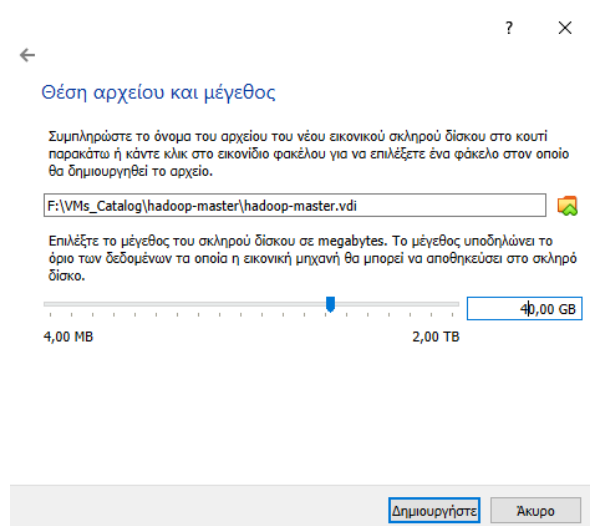 ?
Θέση αρχείου και μέγεθος
Συμπληρώστε το όνομα του αρχείου του νέου εικονικού σκληρού δίσκου στο κουτί
παρακάτω ή κάντε κλικ στο εικονίδιο φακέλου για να επιλέξετε ένα φάκελο στον οποίο
θα δημιουργηθεί το αρχείο.
F:\VMs_Catalog\hadoop-master\hadoop-master.vdi
Επιλέξτε το μέγεθος του σκληρού δίσκου σε megabytes. Το μέγεθος υποδηλώνει το
όριο των δεδομένων τα οποία η εικονική μηχανή θα μπορεί να αποθηκεύσει στο σκληρό
δίσκο.
40,00 GB
4,00 MB 2,00 TB
Δημιουργήστε Άκυρο